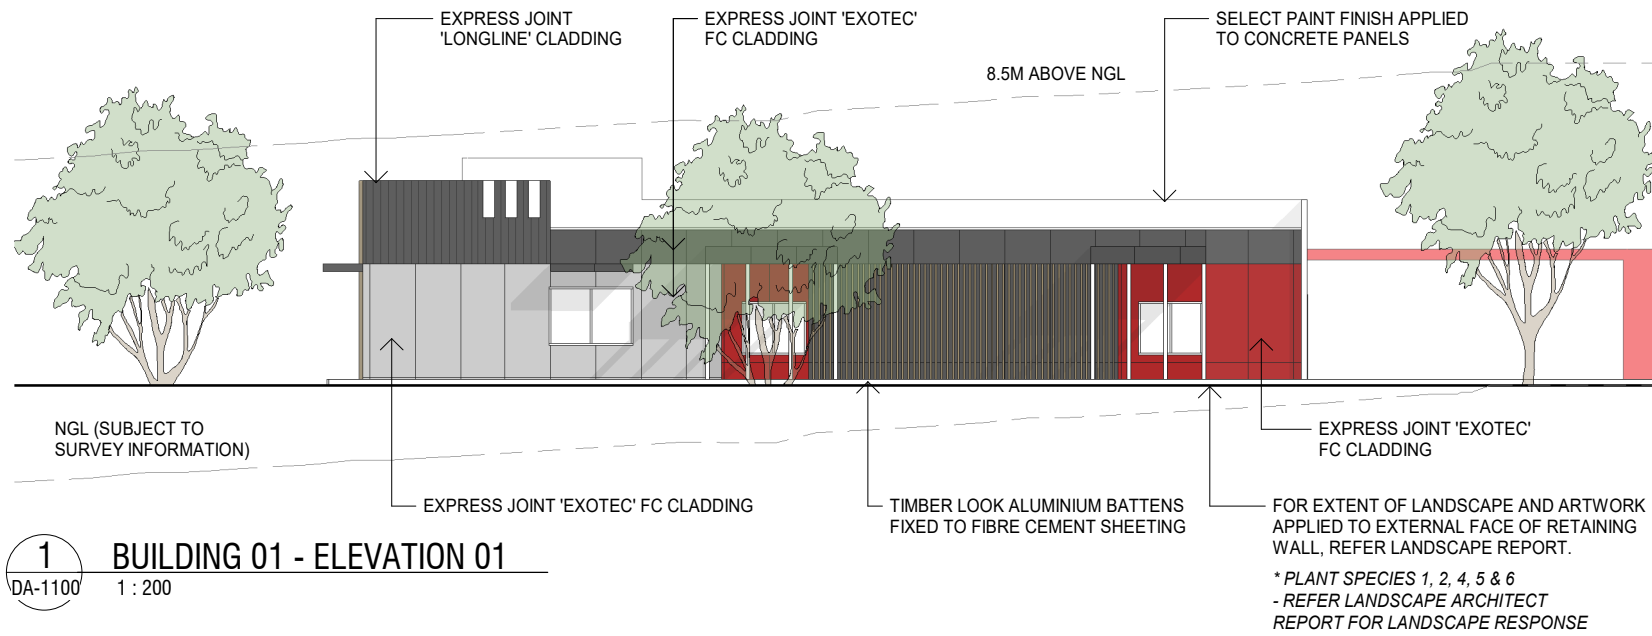 EXPRESS JOINT
'LONGLINE' CLADDING
EXPRESS JOINT 'EXOTEC'
FC CLADDING
SELECT PAINT FINISH APPLIED
TO CONCRETE PANELS
8.5M ABOVE NGL
NGL (SUBJECT TO
SURVEY INFORMATION)
EXPRESS JOINT 'EXOTEC'
FC CLADDING
EXPRESS JOINT 'EXOTEC' FC CLADDING
TIMBER LOOK ALUMINIUM BATTENS
FIXED TO FIBRE CEMENT SHEETING
FOR EXTENT OF LANDSCAPE AND ARTWORK
APPLIED TO EXTERNAL FACE OF RETAINING
WALL, REFER LANDSCAPE REPORT.
* PLANT SPECIES 1, 2, 4, 5 & 6
- REFER LANDSCAPE ARCHITECT
REPORT FOR LANDSCAPE RESPONSE
1
DA-1100
BUILDING 01 - ELEVATION 01
1 : 200